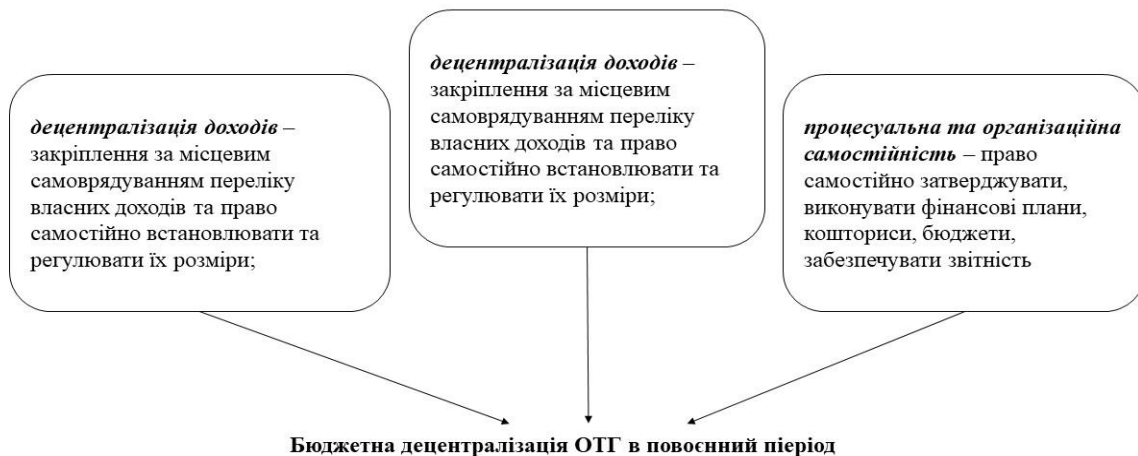 децентралізація доходів –
закріплення за місцевим
самоврядуванням переліку
власних доходів та право
самостійно встановлювати та
регулювати їх розміри;
децентралізація доходів –
закріплення за місцевим
самоврядуванням переліку
власних доходів та право
самостійно встановлювати та
регулювати їх розміри;
процесуальна та організаційна
самостійність – право
самостійно затверджувати,
виконувати фінансові плани,
кошториси, бюджети,
забезпечувати звітність
Бюджетна децентралізація ОТГ в повоєнний піеріод